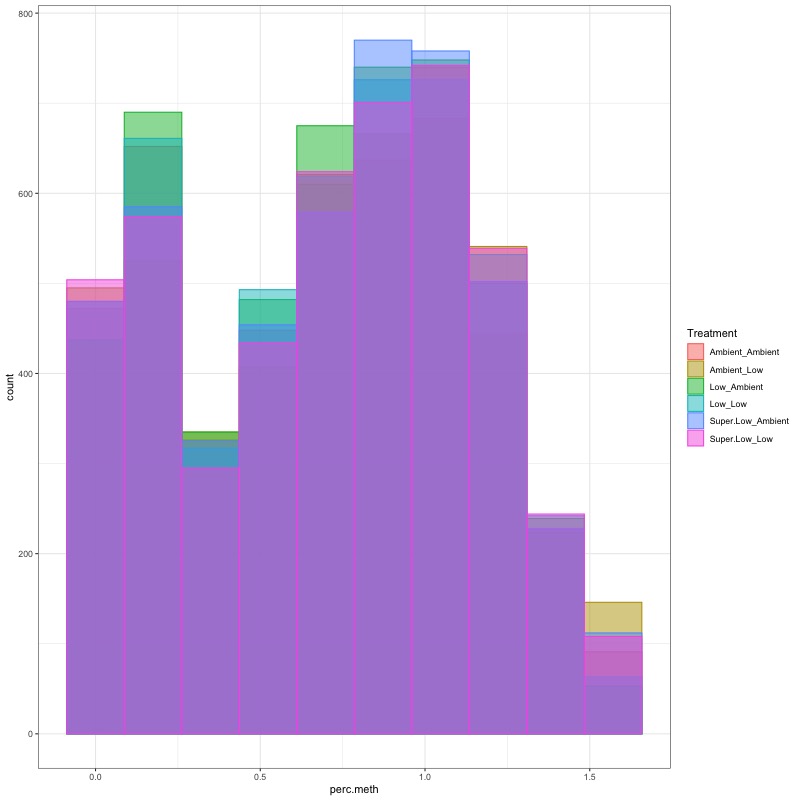 800
600
400
200
0
count
0.0 0.5 1.0 1.5
perc.meth
Treatment
Ambient_Ambient
Ambient_Low
Low_Ambient
Low_Low
Super.Low_Ambient
Super.Low_Low